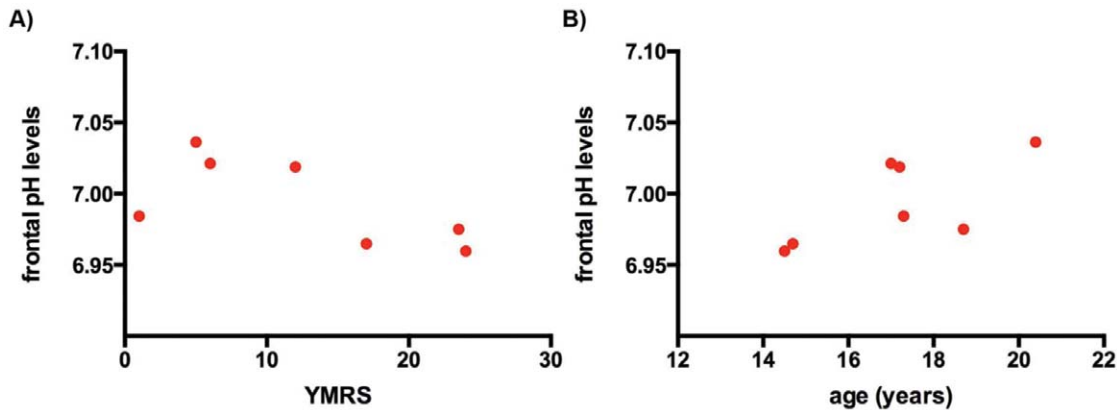 A)
7.10
7.05
7.00
6.95
frontal pH levels
0 10 20 30
YMRS
B)
7.10
7.05
7.00
6.95
frontal pH levels
12 14 16 18 20 22
age (years)